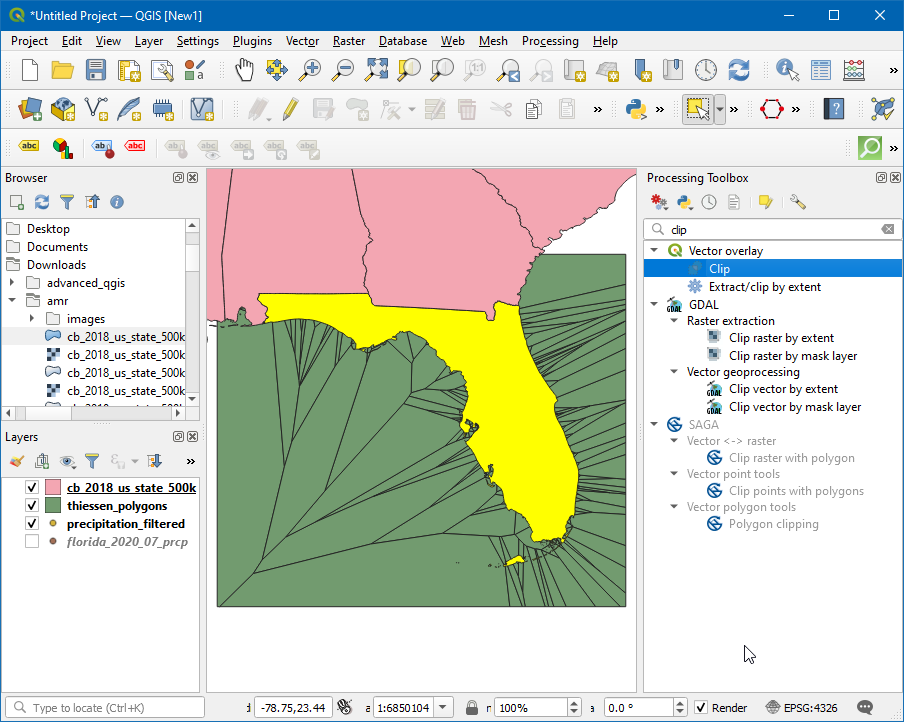 *Untitled Project — QGIS [New1]
Project Edit View Layer Settings Plugins Vector Raster Database Web Mesh Processing Help
abc ab abc
Browser
Desktop
Documents
Downloads
advanced_qgis
amr
images
cb_2018_us_state_500k
cb_2018_us_state_500k
cb_2018_us_state_500k
cb_2018_us_state_500k
Layers
cb_2018_us_state_500k
thiessen_polygons
precipitation_filtered
florida_2020_07_prcp
Processing Toolbox
clip
Vector overlay
Clip
Extract/clip by extent
GDAL
Raster extraction
Clip raster by extent
Clip raster by mask layer
Vector geoprocessing
GDAL Clip vector by extent
GDAL Clip vector by mask layer
SAGA
Vector <-> raster
Clip raster with polygon
Vector point tools
Clip points with polygons
Vector polygon tools
Polygon clipping
Type to locate (Ctrl+K) -78.75,23.44 1:6850104 100% 0.0 ° Render EPSG:4326